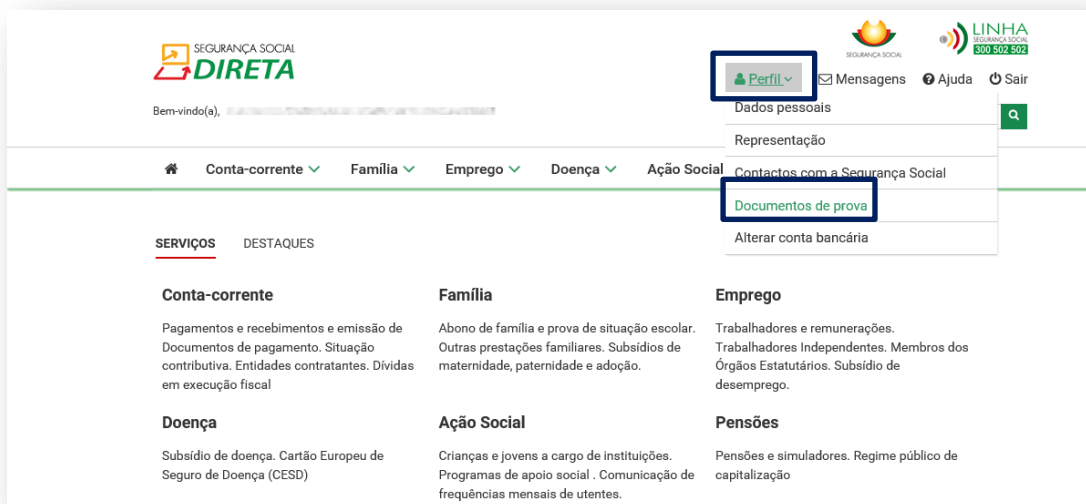 SEGURANÇA SOCIAL
DIRETA
SEGURANÇA SOCIAL
LINHA
SEGURANÇA SOCIAL
300 502 502
Perfil
Mensagens
Ajuda
Sair
Bem-vindo(a),
Dados pessoais
Representação
Contactos com a Segurança Social
Documentos de prova
Alterar conta bancária
Conta-corrente
Família
Emprego
Doença
Ação Social
SERVIÇOS
DESTAQUES
Conta-corrente
Pagamentos e recebimentos e emissão de
Documentos de pagamento. Situação
contributiva. Entidades contratantes. Dívidas
em execução fiscal
Família
Abono de família e prova de situação escolar.
Outras prestações familiares. Subsídios de
maternidade, paternidade e adoção.
Emprego
Trabalhadores e remunerações.
Trabalhadores Independentes. Membros dos
Órgãos Estatutários. Subsídio de
desemprego.
Doença
Subsídio de doença. Cartão Europeu de
Seguro de Doença (CESD)
Ação Social
Crianças e jovens a cargo de instituições.
Programas de apoio social . Comunicação de
frequências mensais de utentes.
Pensões
Pensões e simuladores. Regime público de
capitalização